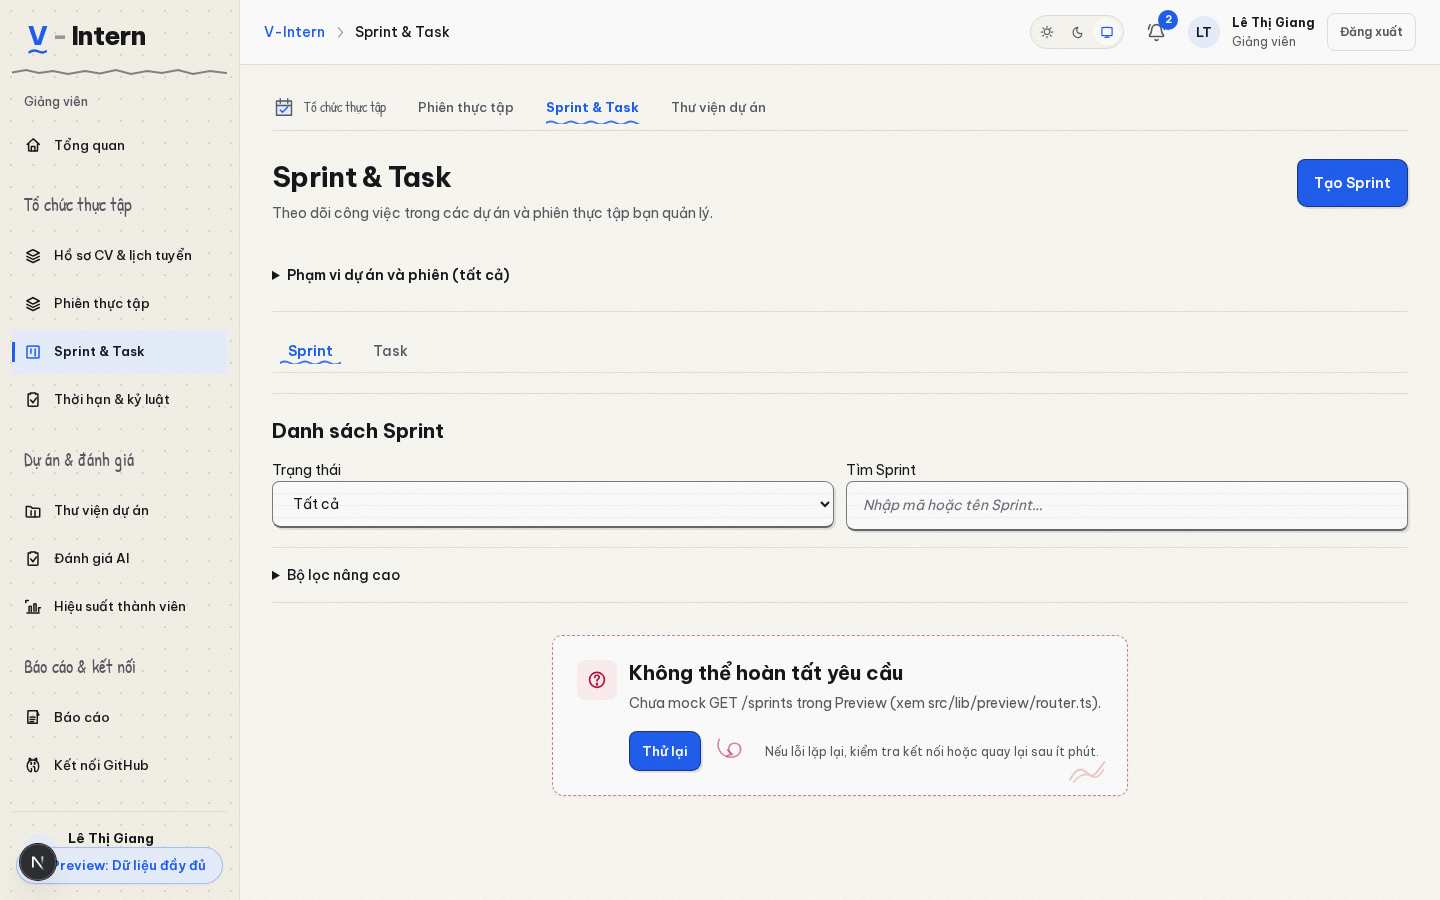 V - Intern
Giảng viên
Tổng quan
Tổ chức thực tập
Hồ sơ CV & lịch tuyển
Phiên thực tập
Sprint & Task
Thời hạn & kỷ luật
Dự án & đánh giá
Thư viện dự án
Đánh giá AI
Hiệu suất thành viên
Báo cáo & kết nối
Báo cáo
Kết nối GitHub
Lê Thị Giang
Preview: Dữ liệu đầy đủ
V-Intern > Sprint & Task
2
LT
Lê Thị Giang
Giảng viên
Đăng xuất
Tổ chức thực tập Phiên thực tập Sprint & Task Thư viện dự án
Sprint & Task
Theo dõi công việc trong các dự án và phiên thực tập bạn quản lý.
Tạo Sprint
Phạm vi dự án và phiên (tất cả)
Sprint Task
Danh sách Sprint
Trạng thái
Tất cả
Tìm Sprint
Nhập mã hoặc tên Sprint...
Bộ lọc nâng cao
Không thể hoàn tất yêu cầu
Chưa mock GET /sprints trong Preview (xem src/lib/preview/router.ts).
Thử lại
Nếu lỗi lặp lại, kiểm tra kết nối hoặc quay lại sau ít phút.